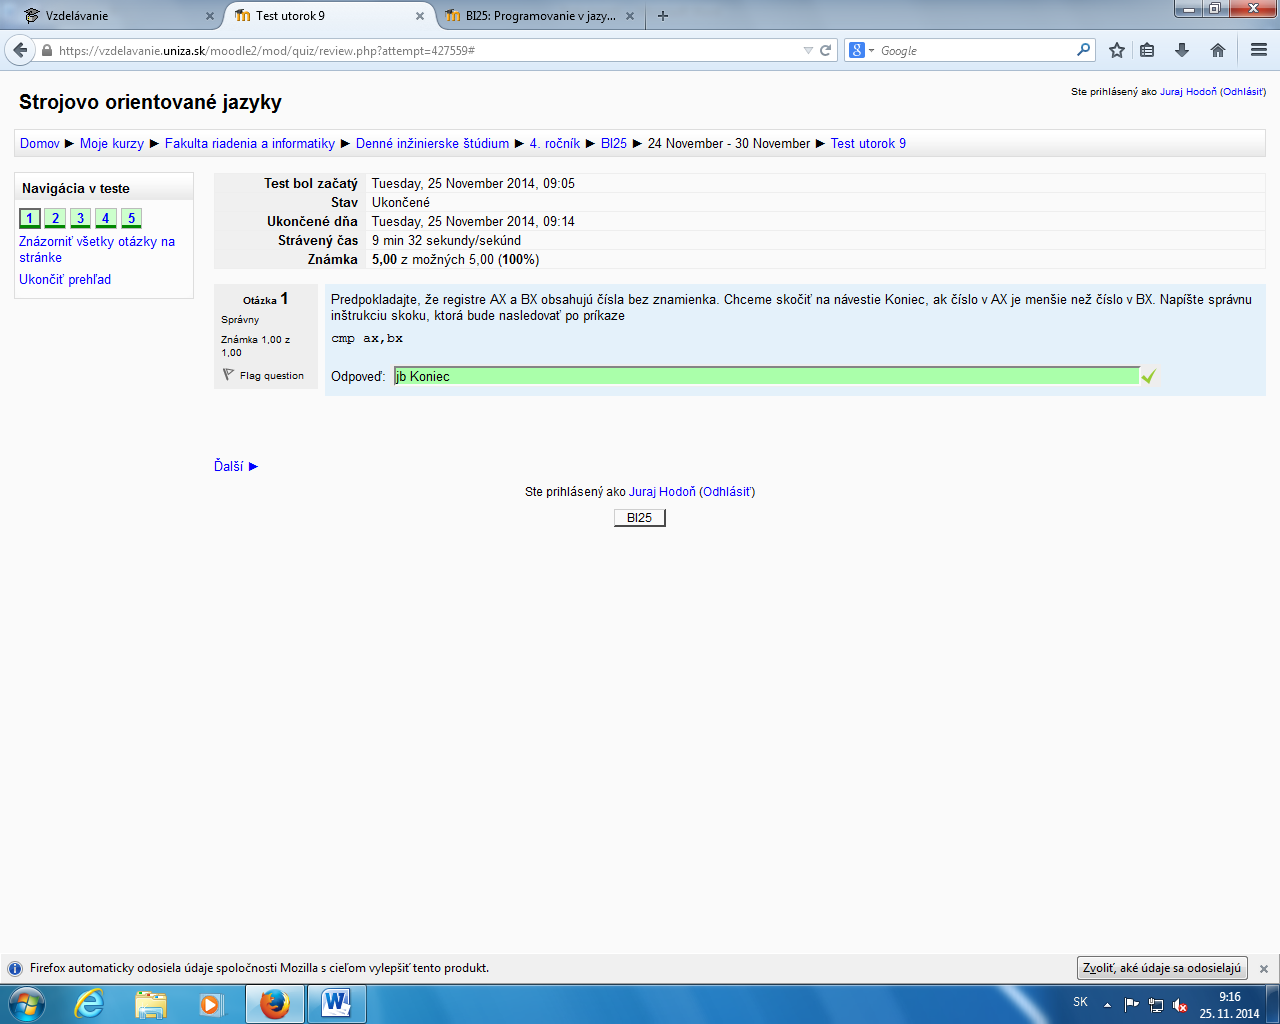 Vzdelávanie
Test utorok 9
BI25: Programovanie v jazy...
https://vzdelavanie.uniza.sk/moodle2/mod/quiz/review.php?attempt=427559#
Google
Strojovo orientované jazyky
Ste prihlásený ako Juraj Hodoň (Odhlásiť)
Domov ► Moje kurzy ► Fakulta riadenia a informatiky ► Denné inžinierske štúdium ► 4. ročník ► BI25 ► 24 November - 30 November ► Test utorok 9
Navigácia v teste
1 2 3 4 5
Znázorniť všetky otázky na
stránke
Ukončiť prehľad
Test bol začatý Tuesday, 25 November 2014, 09:05
Stav Ukončené
Ukončené dňa Tuesday, 25 November 2014, 09:14
Strávený čas 9 min 32 sekundy/sekúnd
Známka 5,00 z možných 5,00 (100%)
Otázka 1
Správny
Známka 1,00 z
1,00
Flag question
Predpokladajte, že registre AX a BX obsahujú čísla bez znamienka. Chceme skočiť na návestie Koniec, ak číslo v AX je menšie než číslo v BX. Napíšte správnu
inštrukciu skoku, ktorá bude nasledovať po príkaze
cmp ax,bx
Odpoveď: jb Koniec
Ďalší ►
Ste prihlásený ako Juraj Hodoň (Odhlásiť)
BI25
Firefox automaticky odosiela údaje spoločnosti Mozilla s cieľom vylepšiť tento produkt.
Zvoliť, aké údaje sa odosielajú
SK
9:16
25. 11. 2014